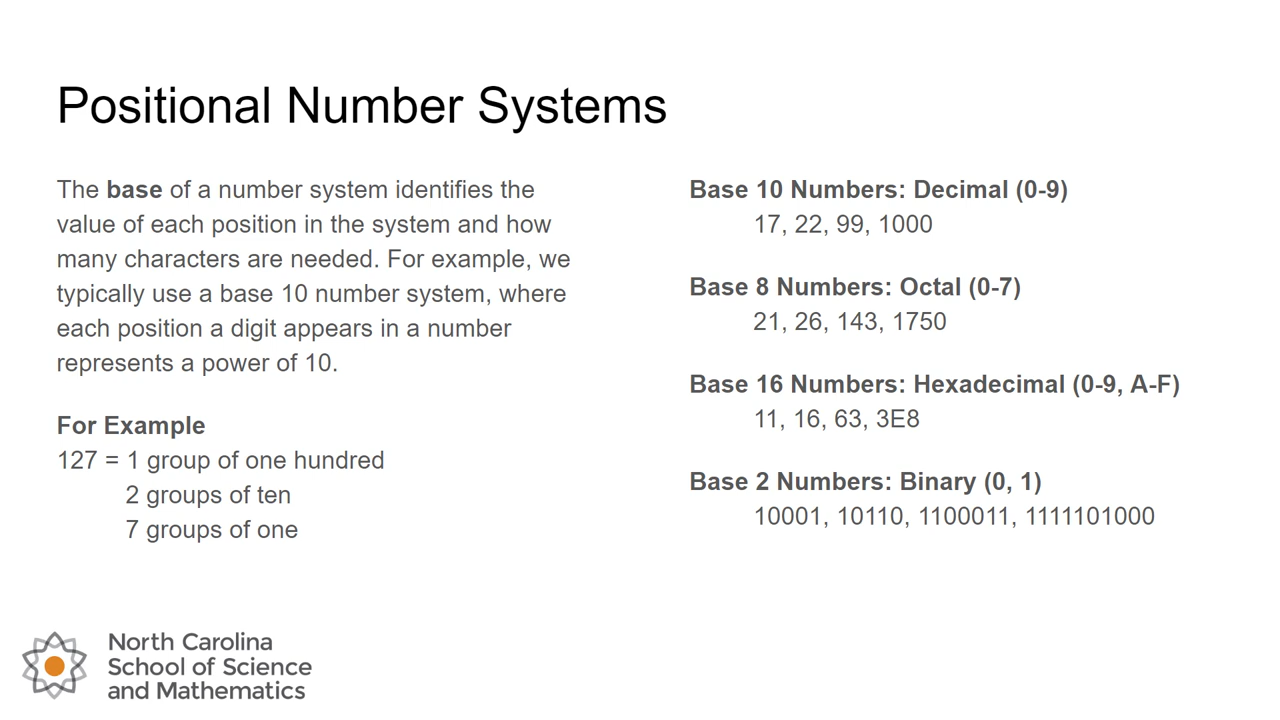 Positional Number Systems
The base of a number system identifies the
value of each position in the system and how
many characters are needed. For example, we
typically use a base 10 number system, where
each position a digit appears in a number
represents a power of 10.
For Example
127 = 1 group of one hundred
2 groups of ten
7 groups of one
Base 10 Numbers: Decimal (0-9)
17, 22, 99, 1000
Base 8 Numbers: Octal (0-7)
21, 26, 143, 1750
Base 16 Numbers: Hexadecimal (0-9, A-F)
11, 16, 63, 3E8
Base 2 Numbers: Binary (0, 1)
10001, 10110, 1100011, 1111101000
North Carolina
School of Science
and Mathematics